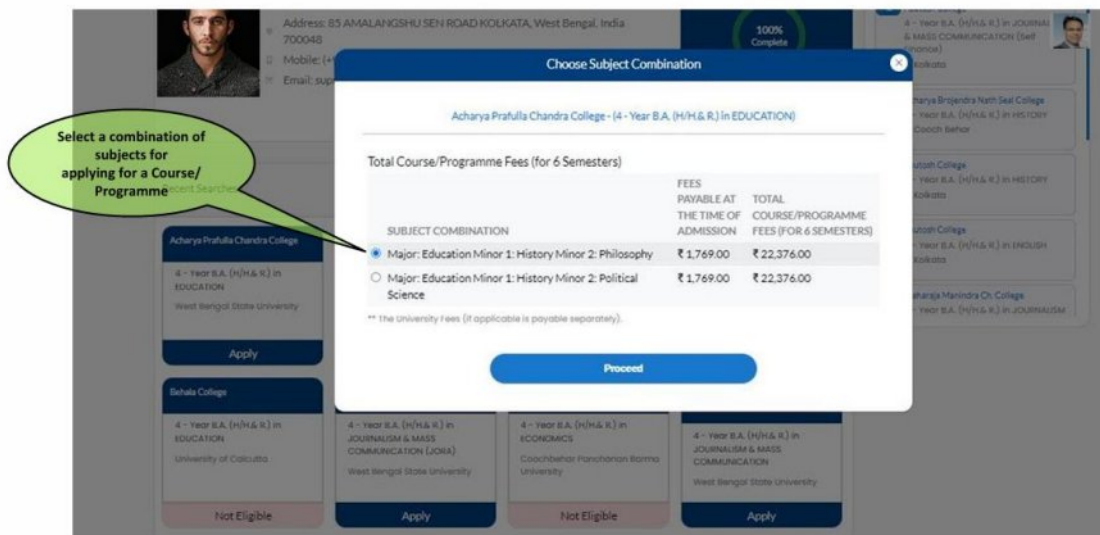 Address: 85 AMALANGSHU SEN ROAD KOLKATA, West Bengal, India
700048
Mobile: (+
Email: sup
100%
Complete
4 - Year B.A. (H/H.& R.) in JOURNAL
& MASS COMMUNICATION (Self
Finance)
Kolkata
Choose Subject Combination
Acharya Prafulla Chandra College - (4 - Year B.A. (H/H.& R.) in EDUCATION)
Total Course/Programme Fees (for 6 Semesters)
SUBJECT COMBINATION
FEES
PAYABLE AT
THE TIME OF
ADMISSION
TOTAL
COURSE/PROGRAMME
FEES (FOR 6 SEMESTERS)
Major: Education Minor 1: History Minor 2: Philosophy ₹ 1,769.00 ₹ 22,376.00
Major: Education Minor 1: History Minor 2: Political
Science
₹ 1,769.00 ₹ 22,376.00
** The University Fees (if applicable is payable separately).
Proceed
Select a combination of
subjects for
applying for a Course/
Programme
Recent Searches
Acharya Prafulla Chandra College
4 - Year B.A. (H/H.& R.) in
EDUCATION
West Bengal State University
Apply
Behala College
4 - Year B.A. (H/H.& R.) in
EDUCATION
University of Calcutta
Not Eligible
4 - Year B.A. (H/H.& R.) in
JOURNALISM & MASS
COMMUNICATION (JORA)
West Bengal State University
Apply
4 - Year B.A. (H/H.& R.) in
ECONOMICS
Coochbehar Panchanan Barma
University
Not Eligible
4 - Year B.A. (H/H.& R.) in
JOURNALISM & MASS
COMMUNICATION
West Bengal State University
Apply
charya Brojendra Nath Seal College
- Year B.A. (H/H.& R.) in HISTORY
Cooch Behar
utosh College
- Year B.A. (H/H.& R.) in HISTORY
Kolkata
utosh College
- Year B.A. (H/H.& R.) in ENGLISH
Kolkata
aharaja Manindra Ch. College
- Year B.A. (H/H.& R.) in JOURNALISM